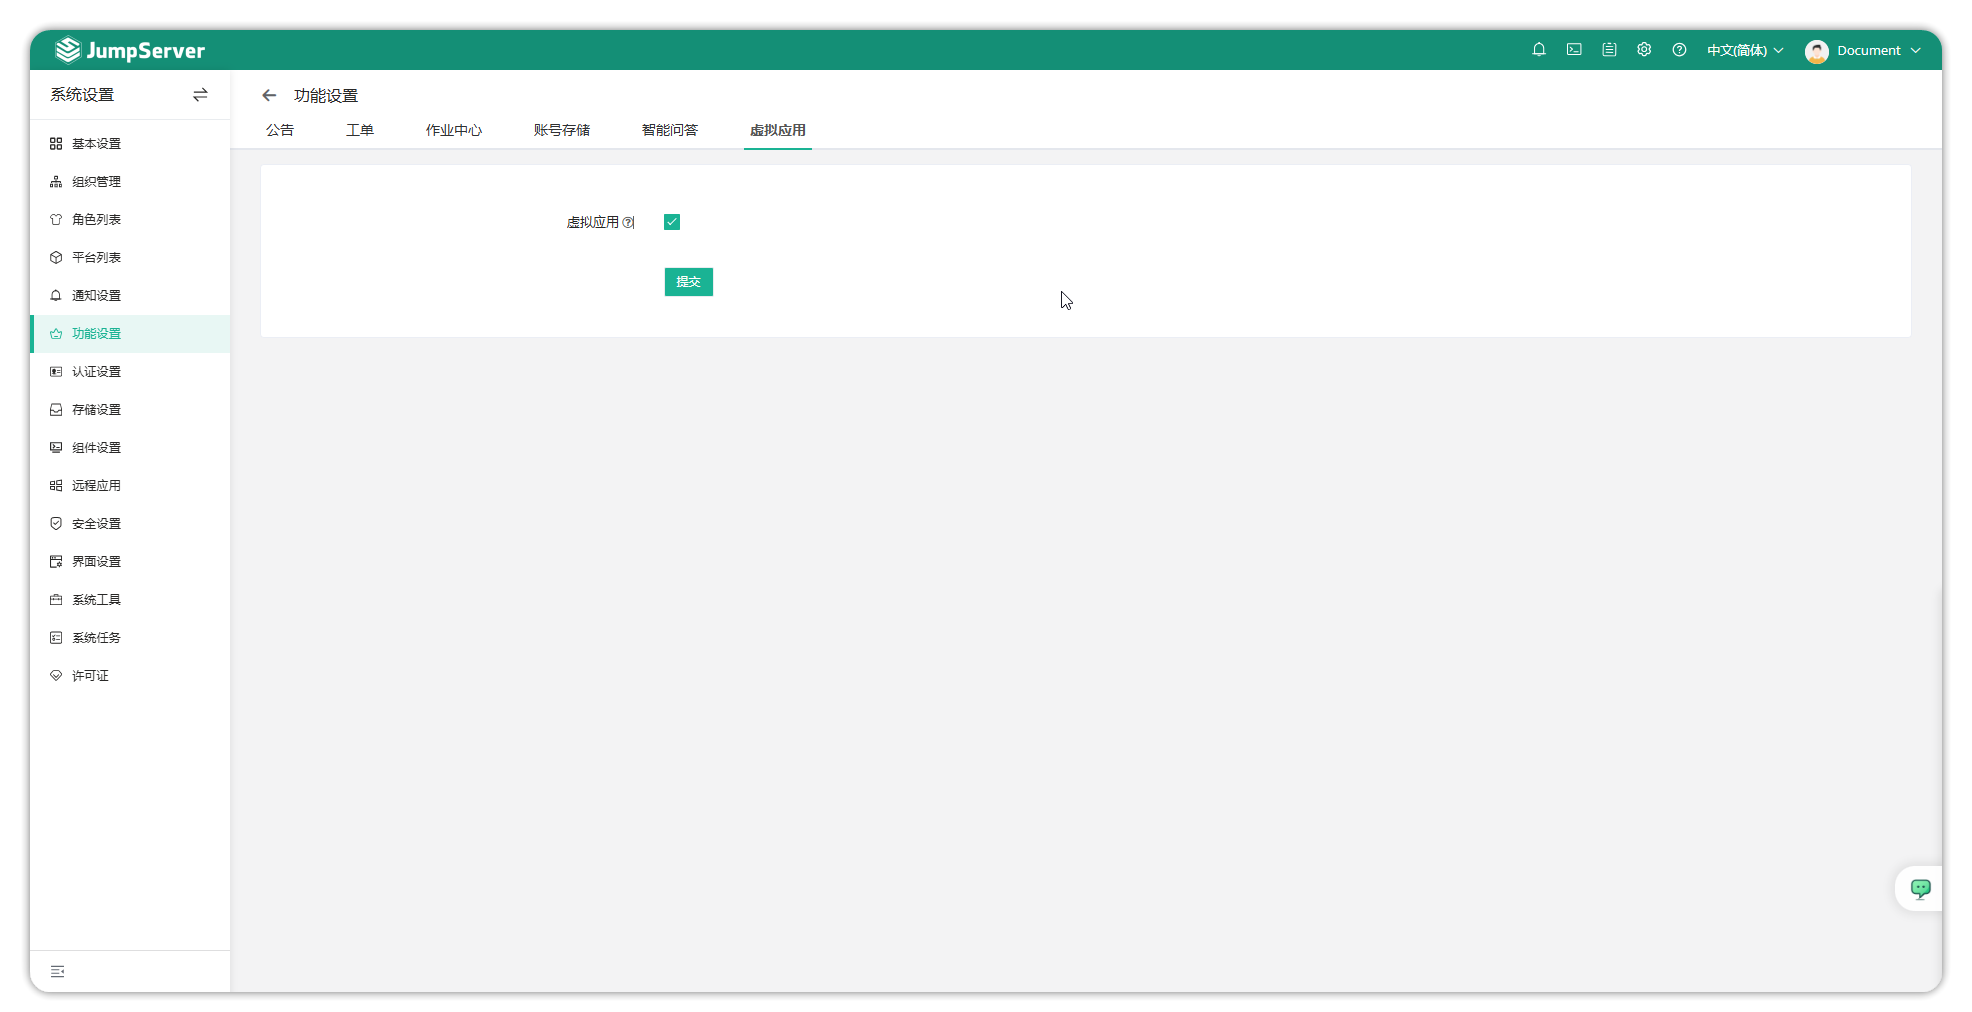 JumpServer
中文(简体)
Document
系统设置
基本设置
组织管理
角色列表
平台列表
通知设置
功能设置
认证设置
存储设置
组件设置
远程应用
安全设置
界面设置
系统工具
系统任务
许可证
功能设置
公告
工单
作业中心
账号存储
智能问答
虚拟应用
虚拟应用
提交